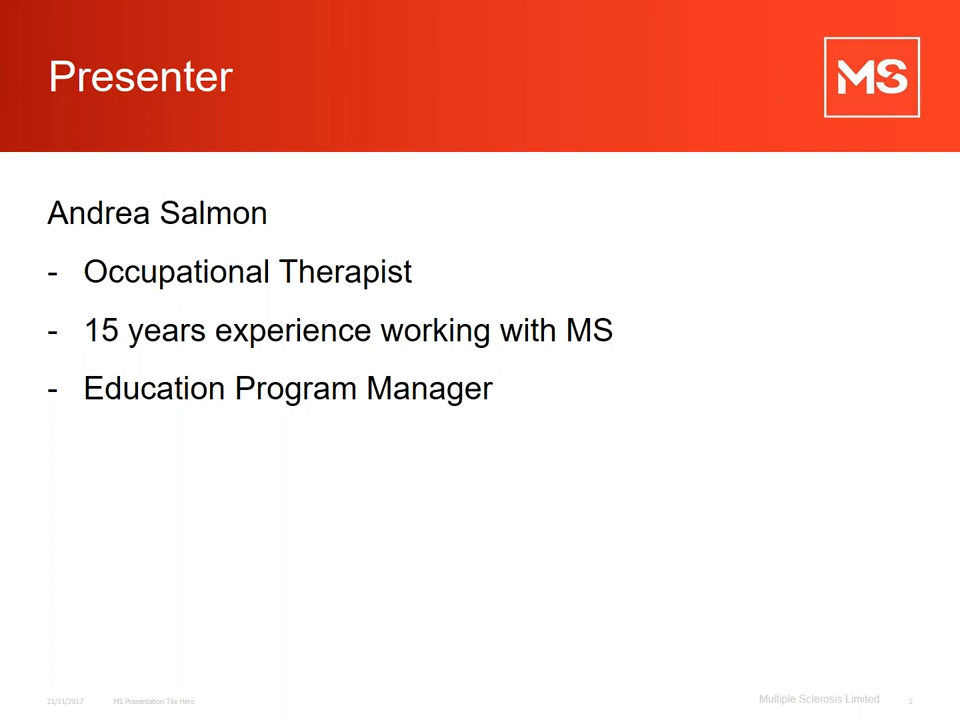 Presenter
MS
Andrea Salmon
- Occupational Therapist
- 15 years experience working with MS
- Education Program Manager
21/11/2017 MS Presentation Tile Here Multiple Sclerosis Limited 2